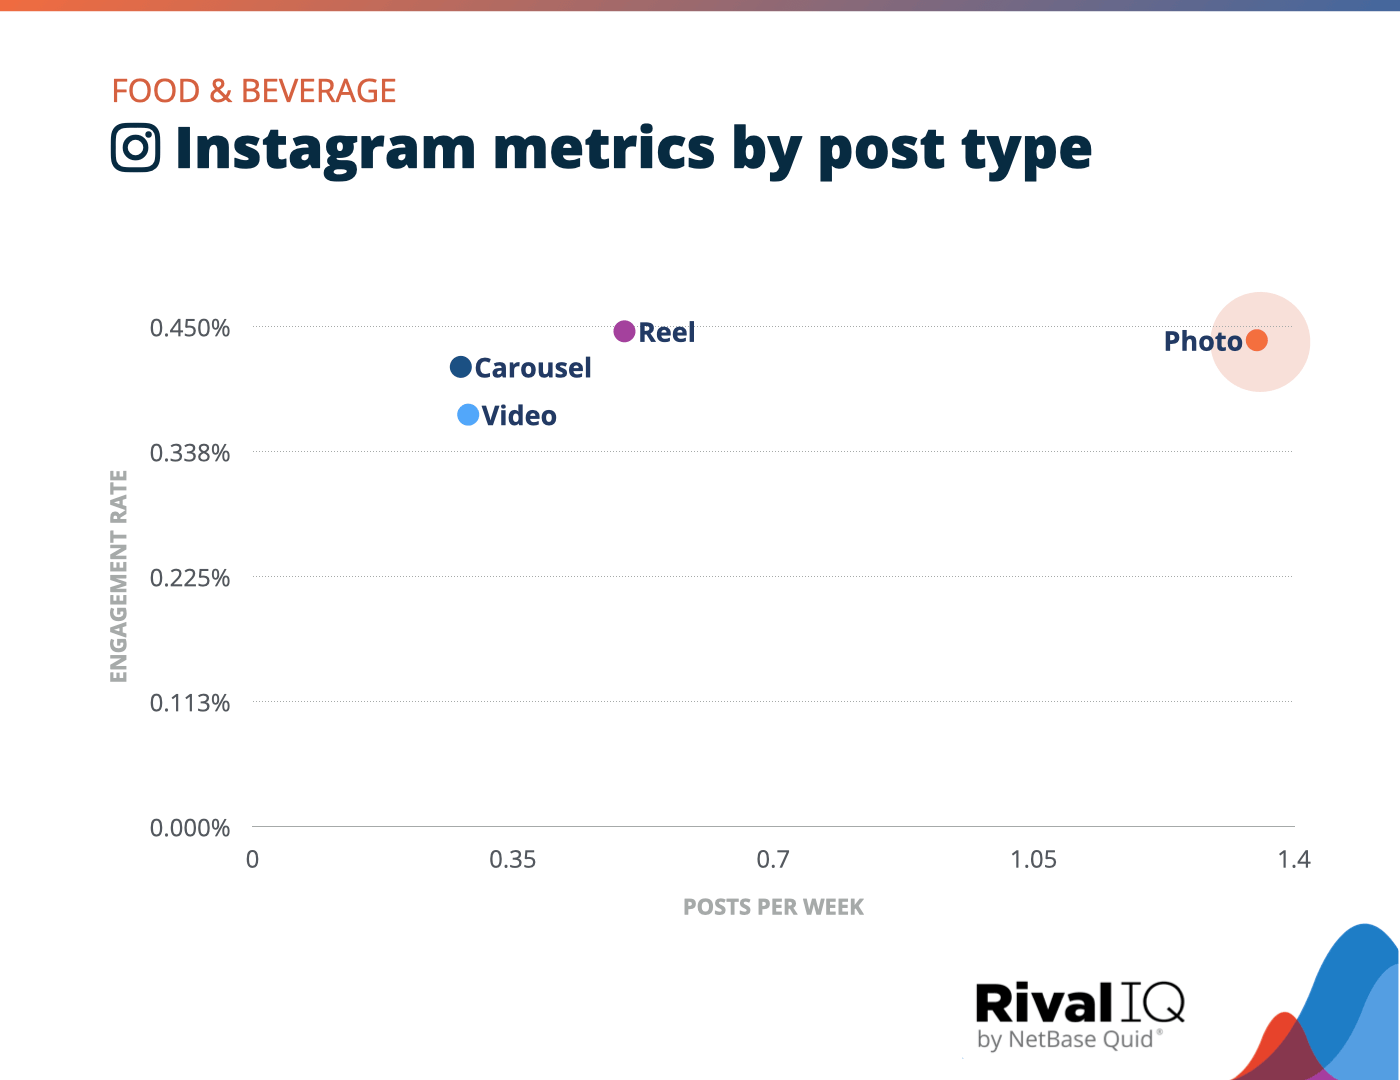 FOOD & BEVERAGE
Instagram metrics by post type
0.450%
Reel
Photo
Carousel
Video
0.338%
ENGAGEMENT RATE
0.225%
0.113%
0.000%
0 0.35 0.7 1.05 1.4
POSTS PER WEEK
Rival IQ
by NetBase Quid®